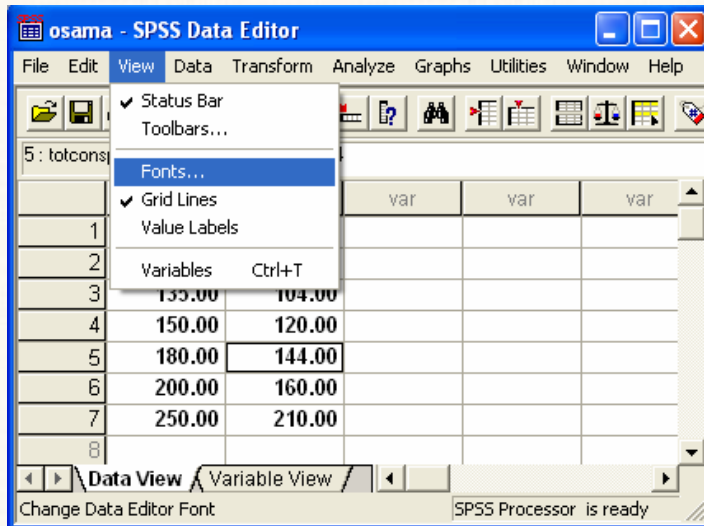 osama - SPSS Data Editor
File Edit View Data Transform Analyze Graphs Utilities Window Help
Status Bar
Toolbars...
5 : totcons
Fonts...
Grid Lines
Value Labels
Variables Ctrl+T
var var var
1
2
3 135.00 104.00
4 150.00 120.00
5 180.00 144.00
6 200.00 160.00
7 250.00 210.00
8
Data View Variable View
Change Data Editor Font SPSS Processor is ready